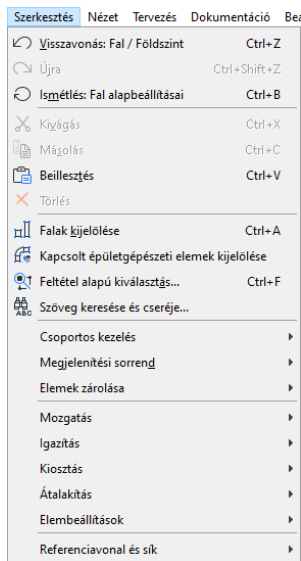 Szerkesztés Nézet Tervezés Dokumentáció Bea
Visszavonás: Fal / Földszint Ctrl+Z
Újra Ctrl+Shift+Z
Ismétlés: Fal alapbeállításai Ctrl+B
Kivágás Ctrl+X
Másolás Ctrl+C
Beillesztés Ctrl+V
Törlés
Falak kijelölése Ctrl+A
Kapcsolt épületgépészeti elemek kijelölése
Feltétel alapú kiválasztás... Ctrl+F
ABC Szöveg keresése és cseréje...
Csoportos kezelés
Megjelenítési sorrend
Elemek zárolása
Mozgatás
Igazítás
Kiosztás
Átalakítás
Elembeállítások
Referenciavonal és sík